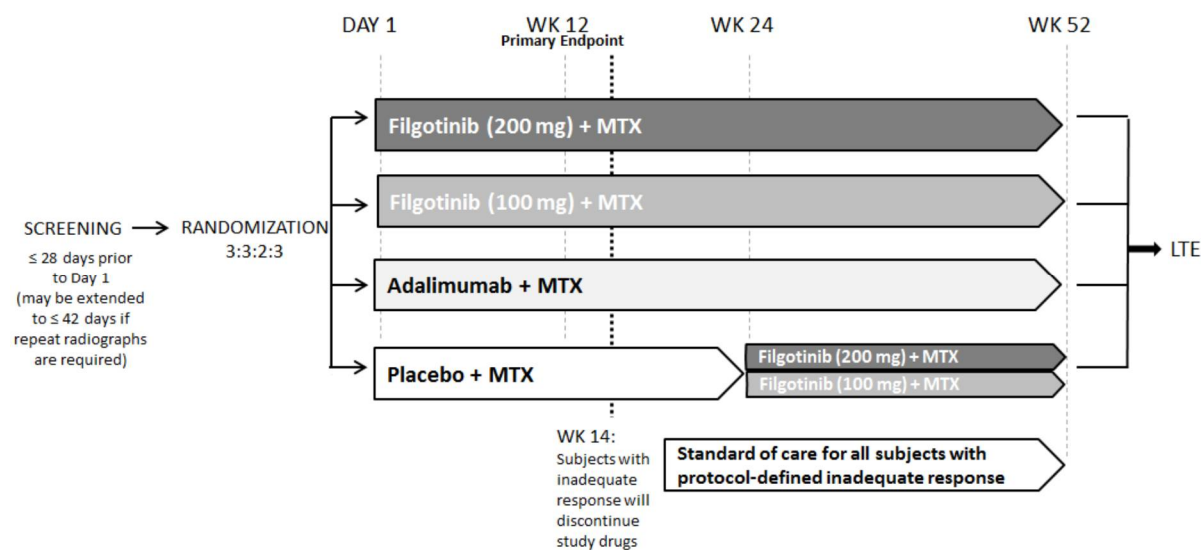 DAY 1
WK 12
WK 24
WK 52
Primary Endpoint
Filgotinib (200 mg) + MTX
Filgotinib (100 mg) + MTX
SCREENING
≤ 28 days prior
to Day 1
(may be extended
to ≤ 42 days if
repeat radiographs
are required)
RANDOMIZATION
3:3:2:3
LTE
Adalimumab + MTX
Placebo + MTX
Filgotinib (200 mg) + MTX
Filgotinib (100 mg) + MTX
WK 14:
Subjects with
inadequate
response will
discontinue
study drugs
Standard of care for all subjects with
protocol-defined inadequate response